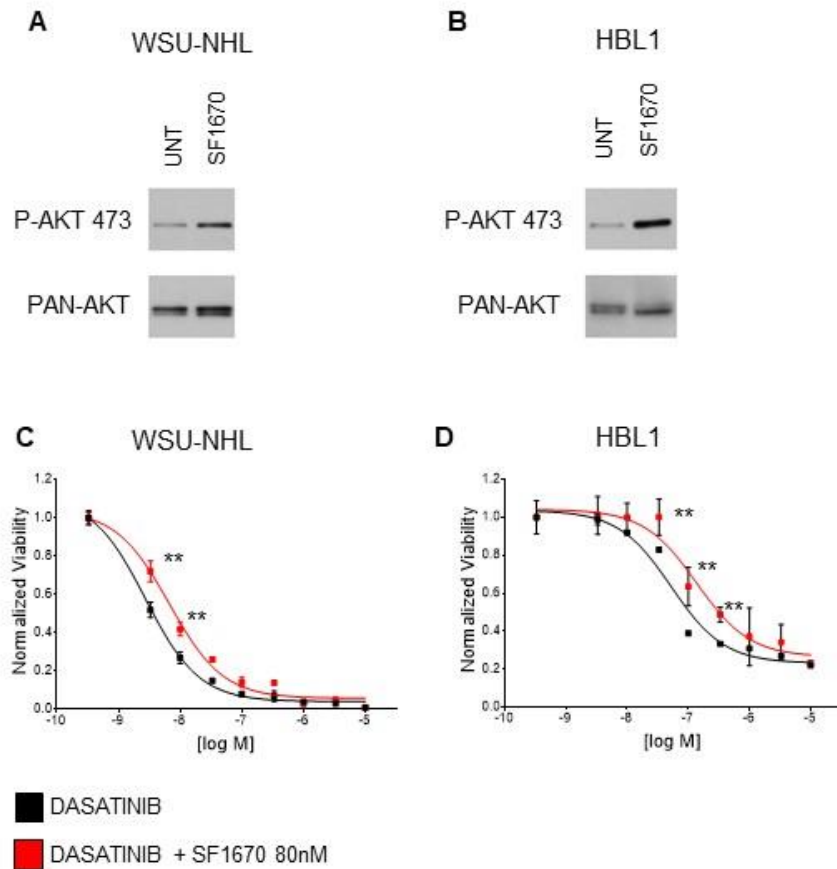 A
WSU-NHL
UNT
SF1670
P-AKT 473
PAN-AKT
B
HBL1
UNT
SF1670
P-AKT 473
PAN-AKT
C
WSU-NHL
Normalized Viability
1.2
1.0
0.8
0.6
0.4
0.2
0.0
**
**
-10 -9 -8 -7 -6 -5
[log M]
D
HBL1
Normalized Viability
1.2
1.0
0.8
0.6
0.4
0.2
0.0
**
**
**
-10 -9 -8 -7 -6 -5
[log M]
DASATINIB
DASATINIB + SF1670 80nM